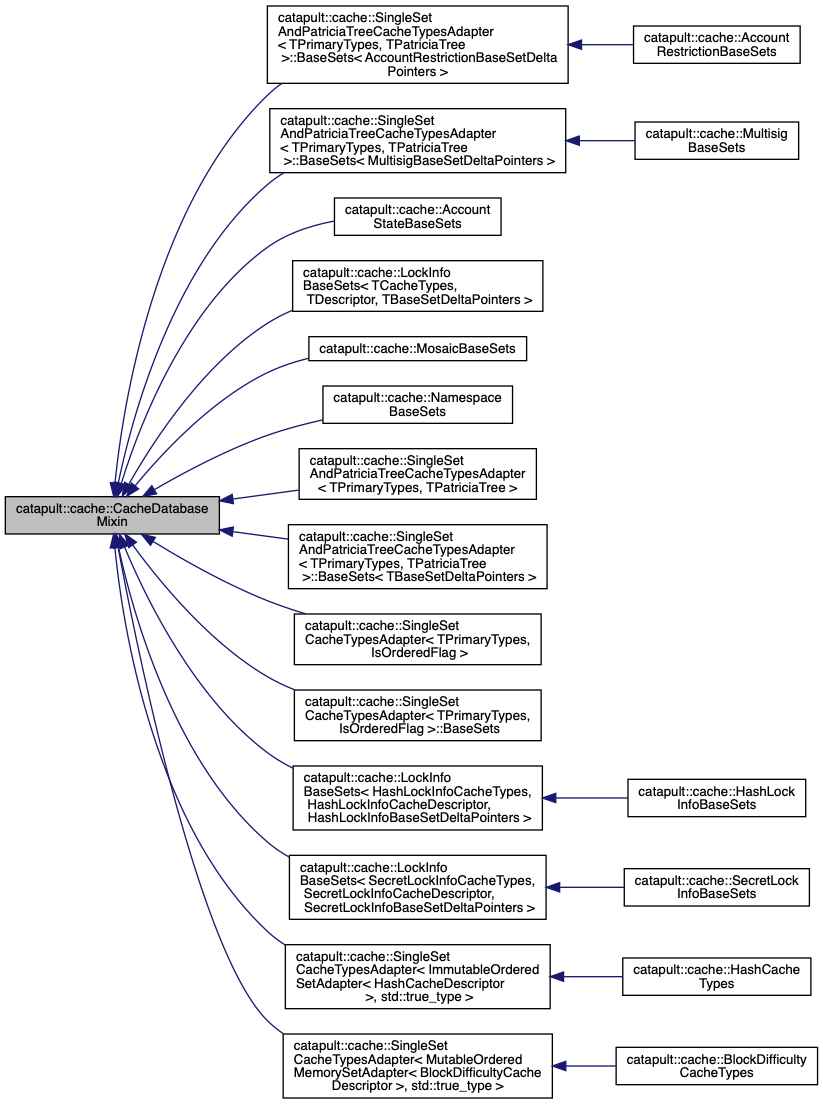 catapult::cache::SingleSet
AndPatriciaTreeCacheTypesAdapter
< TPrimaryTypes, TPatriciaTree
>::BaseSets< AccountRestrictionBaseSetDelta
Pointers >
catapult::cache::Account
RestrictionBaseSets
catapult::cache::SingleSet
AndPatriciaTreeCacheTypesAdapter
< TPrimaryTypes, TPatriciaTree
>::BaseSets< MultisigBaseSetDeltaPointers >
catapult::cache::Multisig
BaseSets
catapult::cache::Account
StateBaseSets
catapult::cache::LockInfo
BaseSets< TCacheTypes,
TDescriptor, TBaseSetDeltaPointers >
catapult::cache::MosaicBaseSets
catapult::cache::Namespace
BaseSets
catapult::cache::SingleSet
AndPatriciaTreeCacheTypesAdapter
< TPrimaryTypes, TPatriciaTree >
catapult::cache::CacheDatabase
Mixin
catapult::cache::SingleSet
AndPatriciaTreeCacheTypesAdapter
< TPrimaryTypes, TPatriciaTree
>::BaseSets< TBaseSetDeltaPointers >
catapult::cache::SingleSet
CacheTypesAdapter< TPrimaryTypes,
IsOrderedFlag >
catapult::cache::SingleSet
CacheTypesAdapter< TPrimaryTypes,
IsOrderedFlag >::BaseSets
catapult::cache::LockInfo
BaseSets< HashLockInfoCacheTypes,
HashLockInfoCacheDescriptor,
HashLockInfoBaseSetDeltaPointers >
catapult::cache::HashLock
InfoBaseSets
catapult::cache::LockInfo
BaseSets< SecretLockInfoCacheTypes,
SecretLockInfoCacheDescriptor,
SecretLockInfoBaseSetDeltaPointers >
catapult::cache::SecretLock
InfoBaseSets
catapult::cache::SingleSet
CacheTypesAdapter< ImmutableOrdered
SetAdapter< HashCacheDescriptor
>, std::true_type >
catapult::cache::HashCache
Types
catapult::cache::SingleSet
CacheTypesAdapter< MutableOrdered
MemorySetAdapter< BlockDifficultyCache
Descriptor >, std::true_type >
catapult::cache::BlockDifficulty
CacheTypes